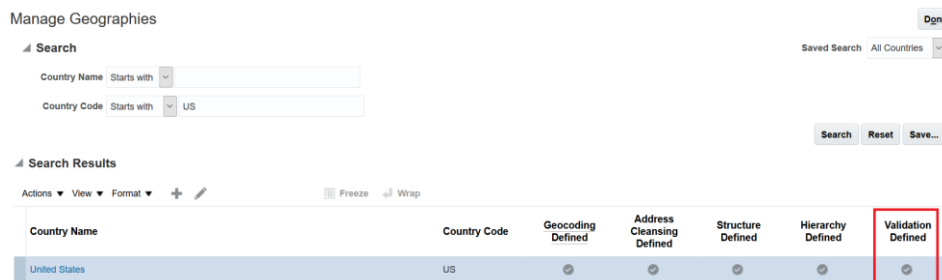 Manage Geographies
Don
Search
Saved Search All Countries
Country Name Starts with
Country Code Starts with US
Search Reset Save...
Search Results
Actions View Format Freeze Wrap
Country Name Country Code Geocoding Defined Address Cleansing Defined Structure Defined Hierarchy Defined Validation Defined
United States US